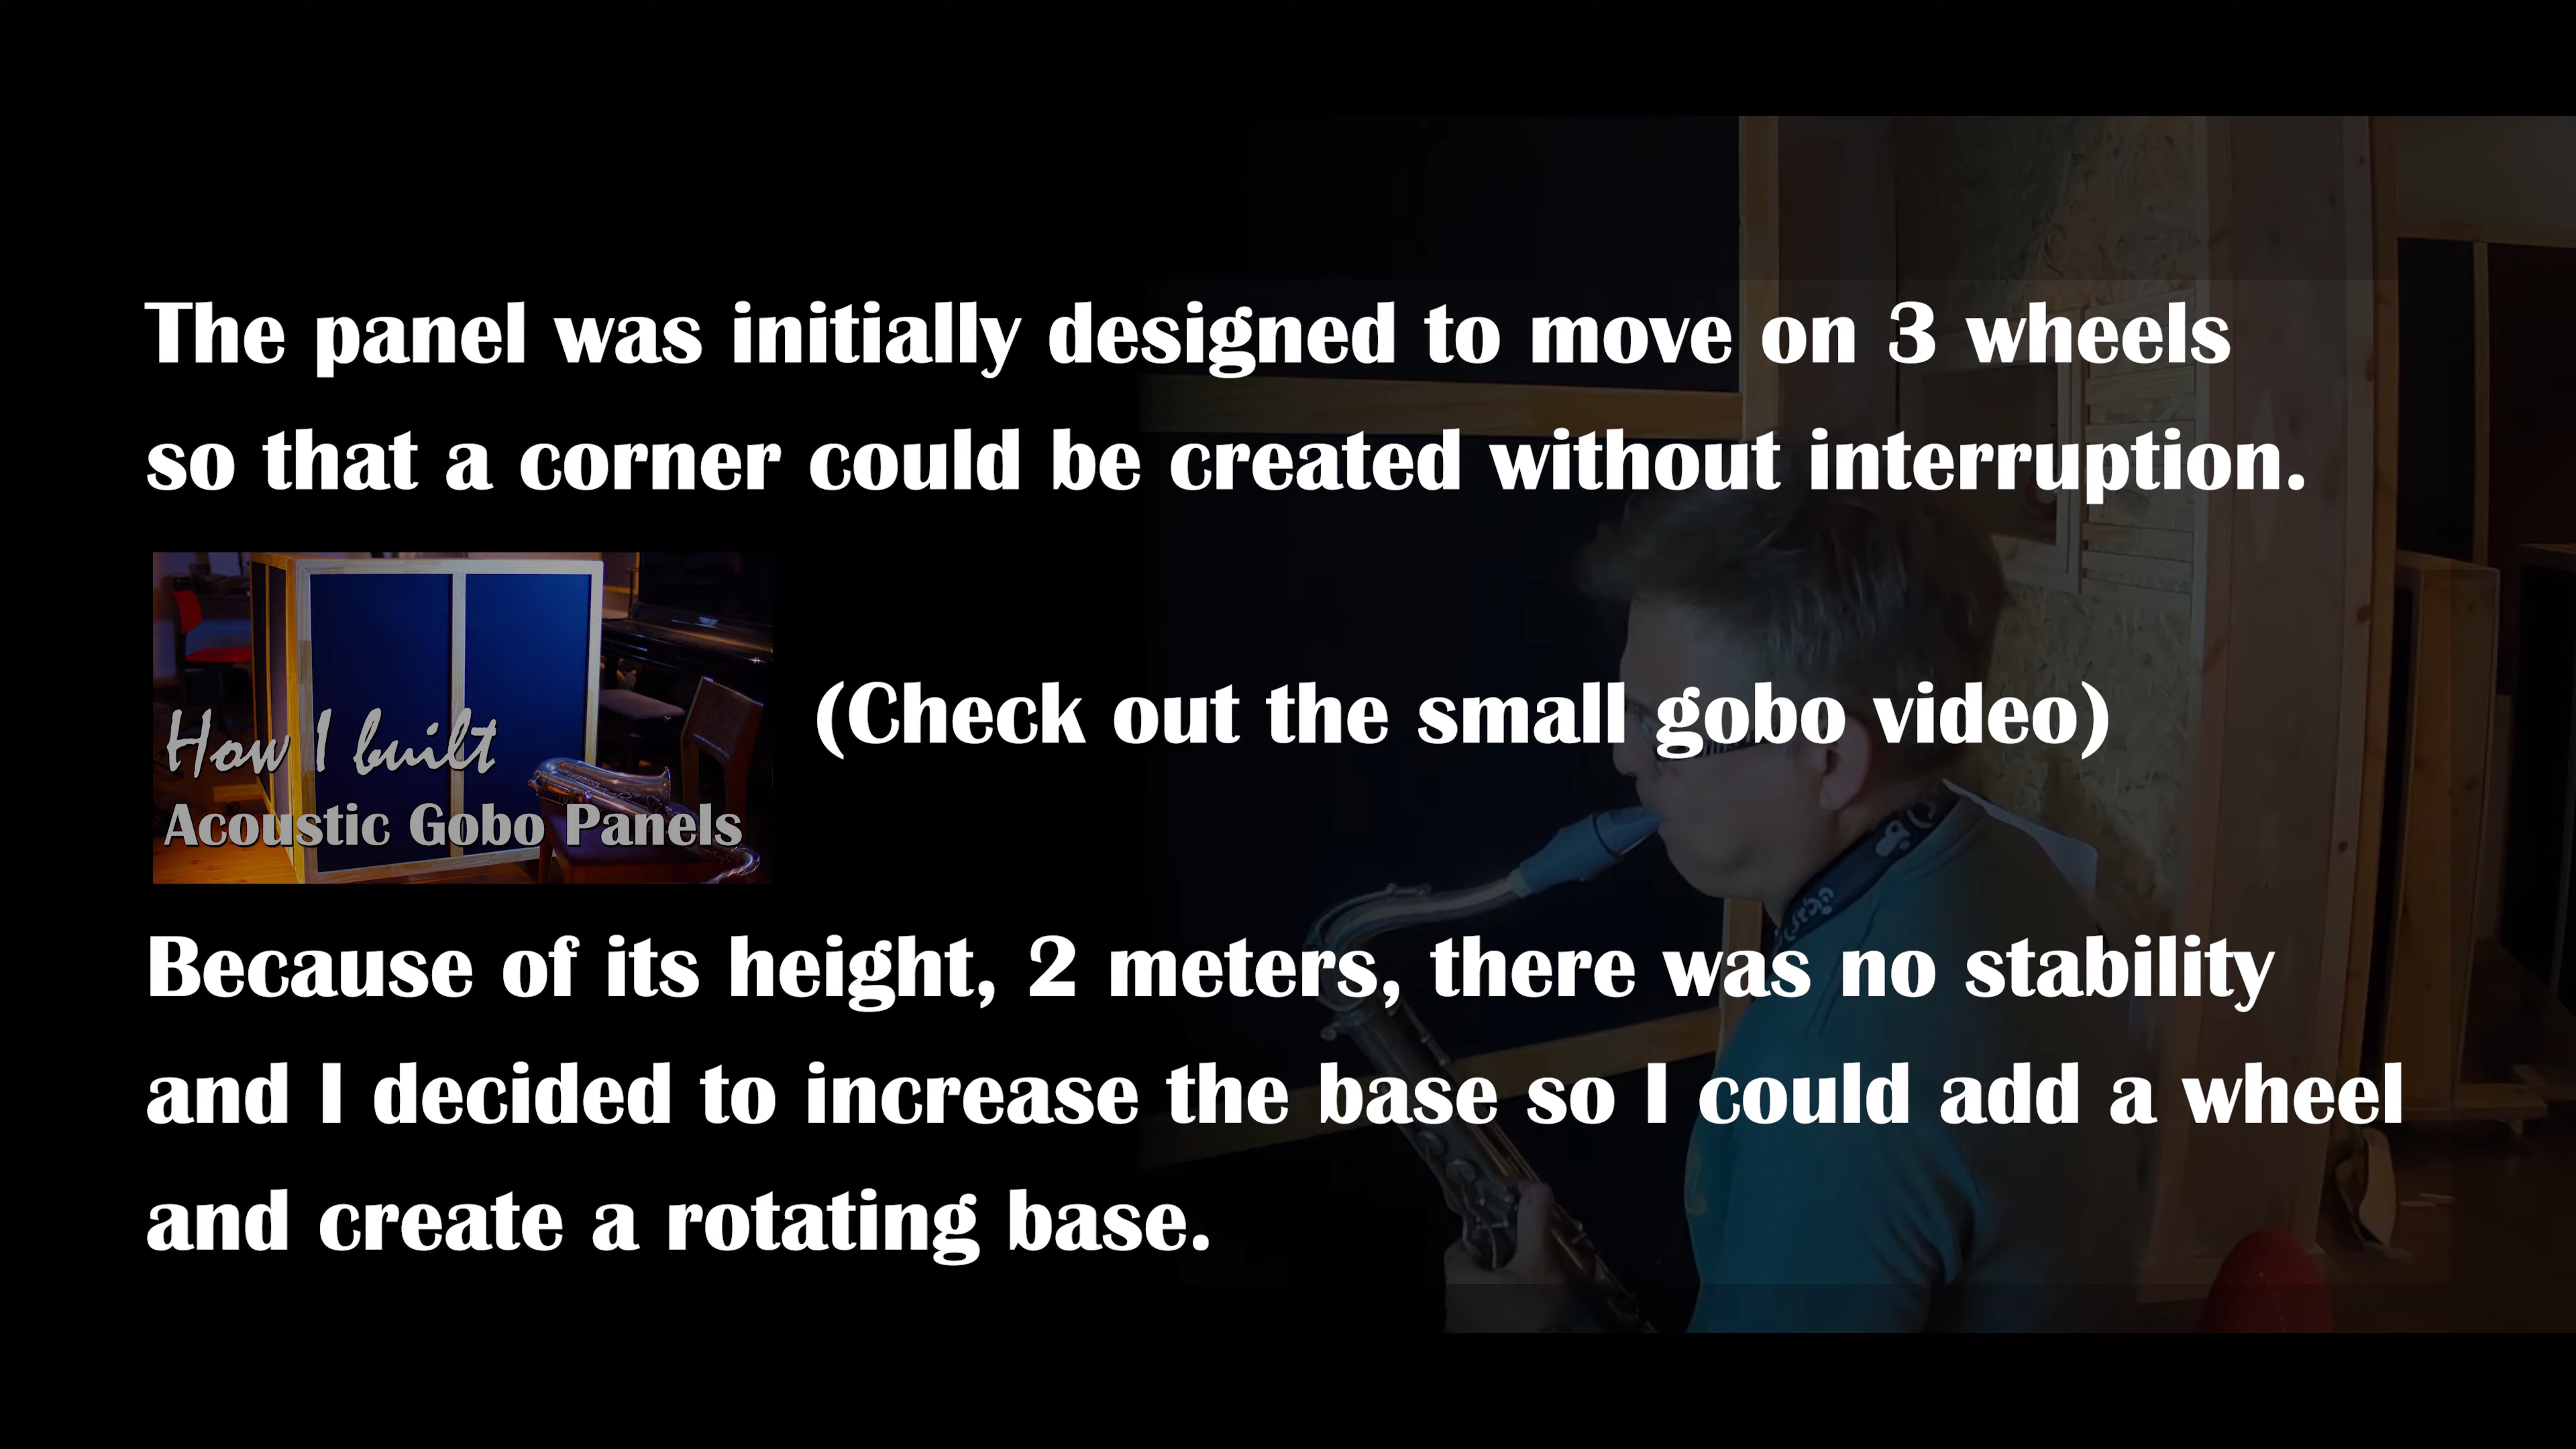 The panel was initially designed to move on 3 wheels
so that a corner could be created without interruption.
How I built
Acoustic Gobo Panels
(Check out the small gobo video)
Because of its height, 2 meters, there was no stability
and I decided to increase the base so I could add a wheel
and create a rotating base.